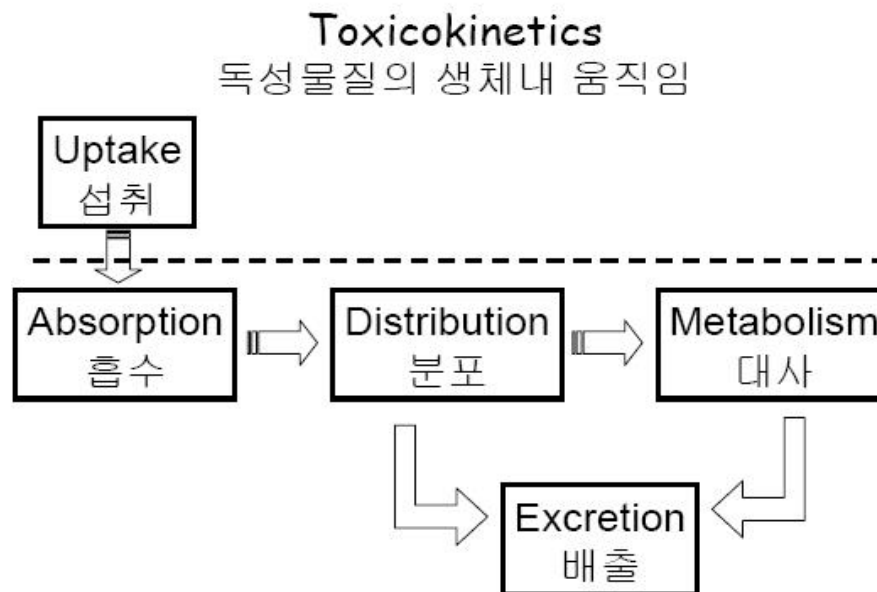 Toxicokinetics
독성물질의 생체내 움직임
Uptake
섭취
Absorption
흡수
Distribution
분포
Metabolism
대사
Excretion
배출